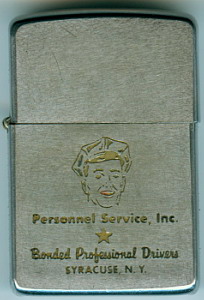 Personnel Service, Inc.
Bonded Professional Drivers
SYRACUSE, N.Y.